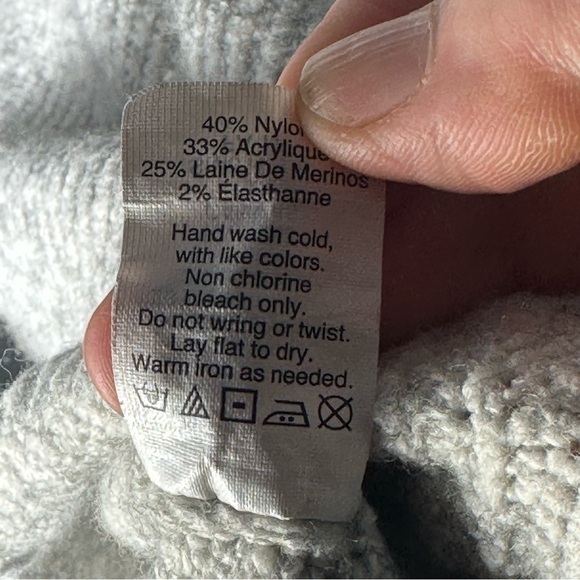 40% Nylon
33% Acrylique
25% Laine De Merinos
2% Élasthanne
Hand wash cold,
with like colors.
Non chlorine
bleach only.
Do not wring or twist.
Lay flat to dry.
Warm iron as needed.